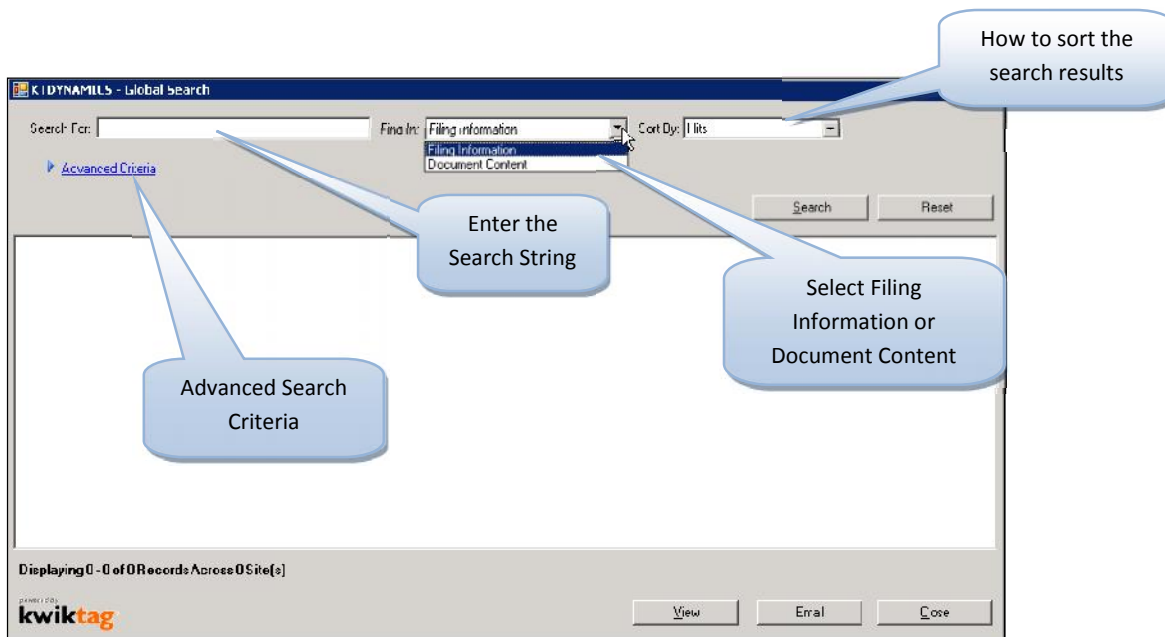 How to sort the
search results
KTDYNAMICS - Global Search
Search For:
Find In: Filing Information
Sort By: Hits
Filing Information
Document Content
Advanced Criteria
Search
Reset
Enter the
Search String
Select Filing
Information or
Document Content
Advanced Search
Criteria
Displaying 0 - 0 of 0 Records Across 0 Site(s)
powered by
kwiktag
View
Email
Close